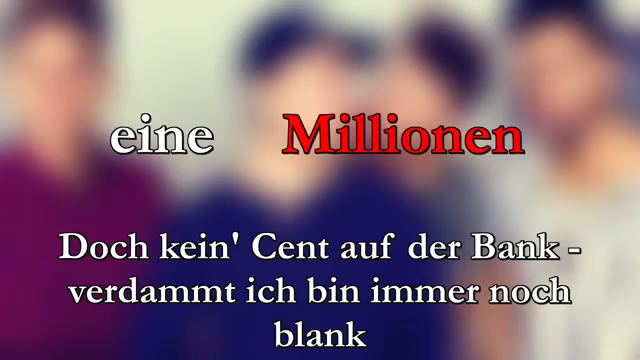 eine Millionen
Doch kein' Cent auf der Bank -
verdammt ich bin immer noch
blank